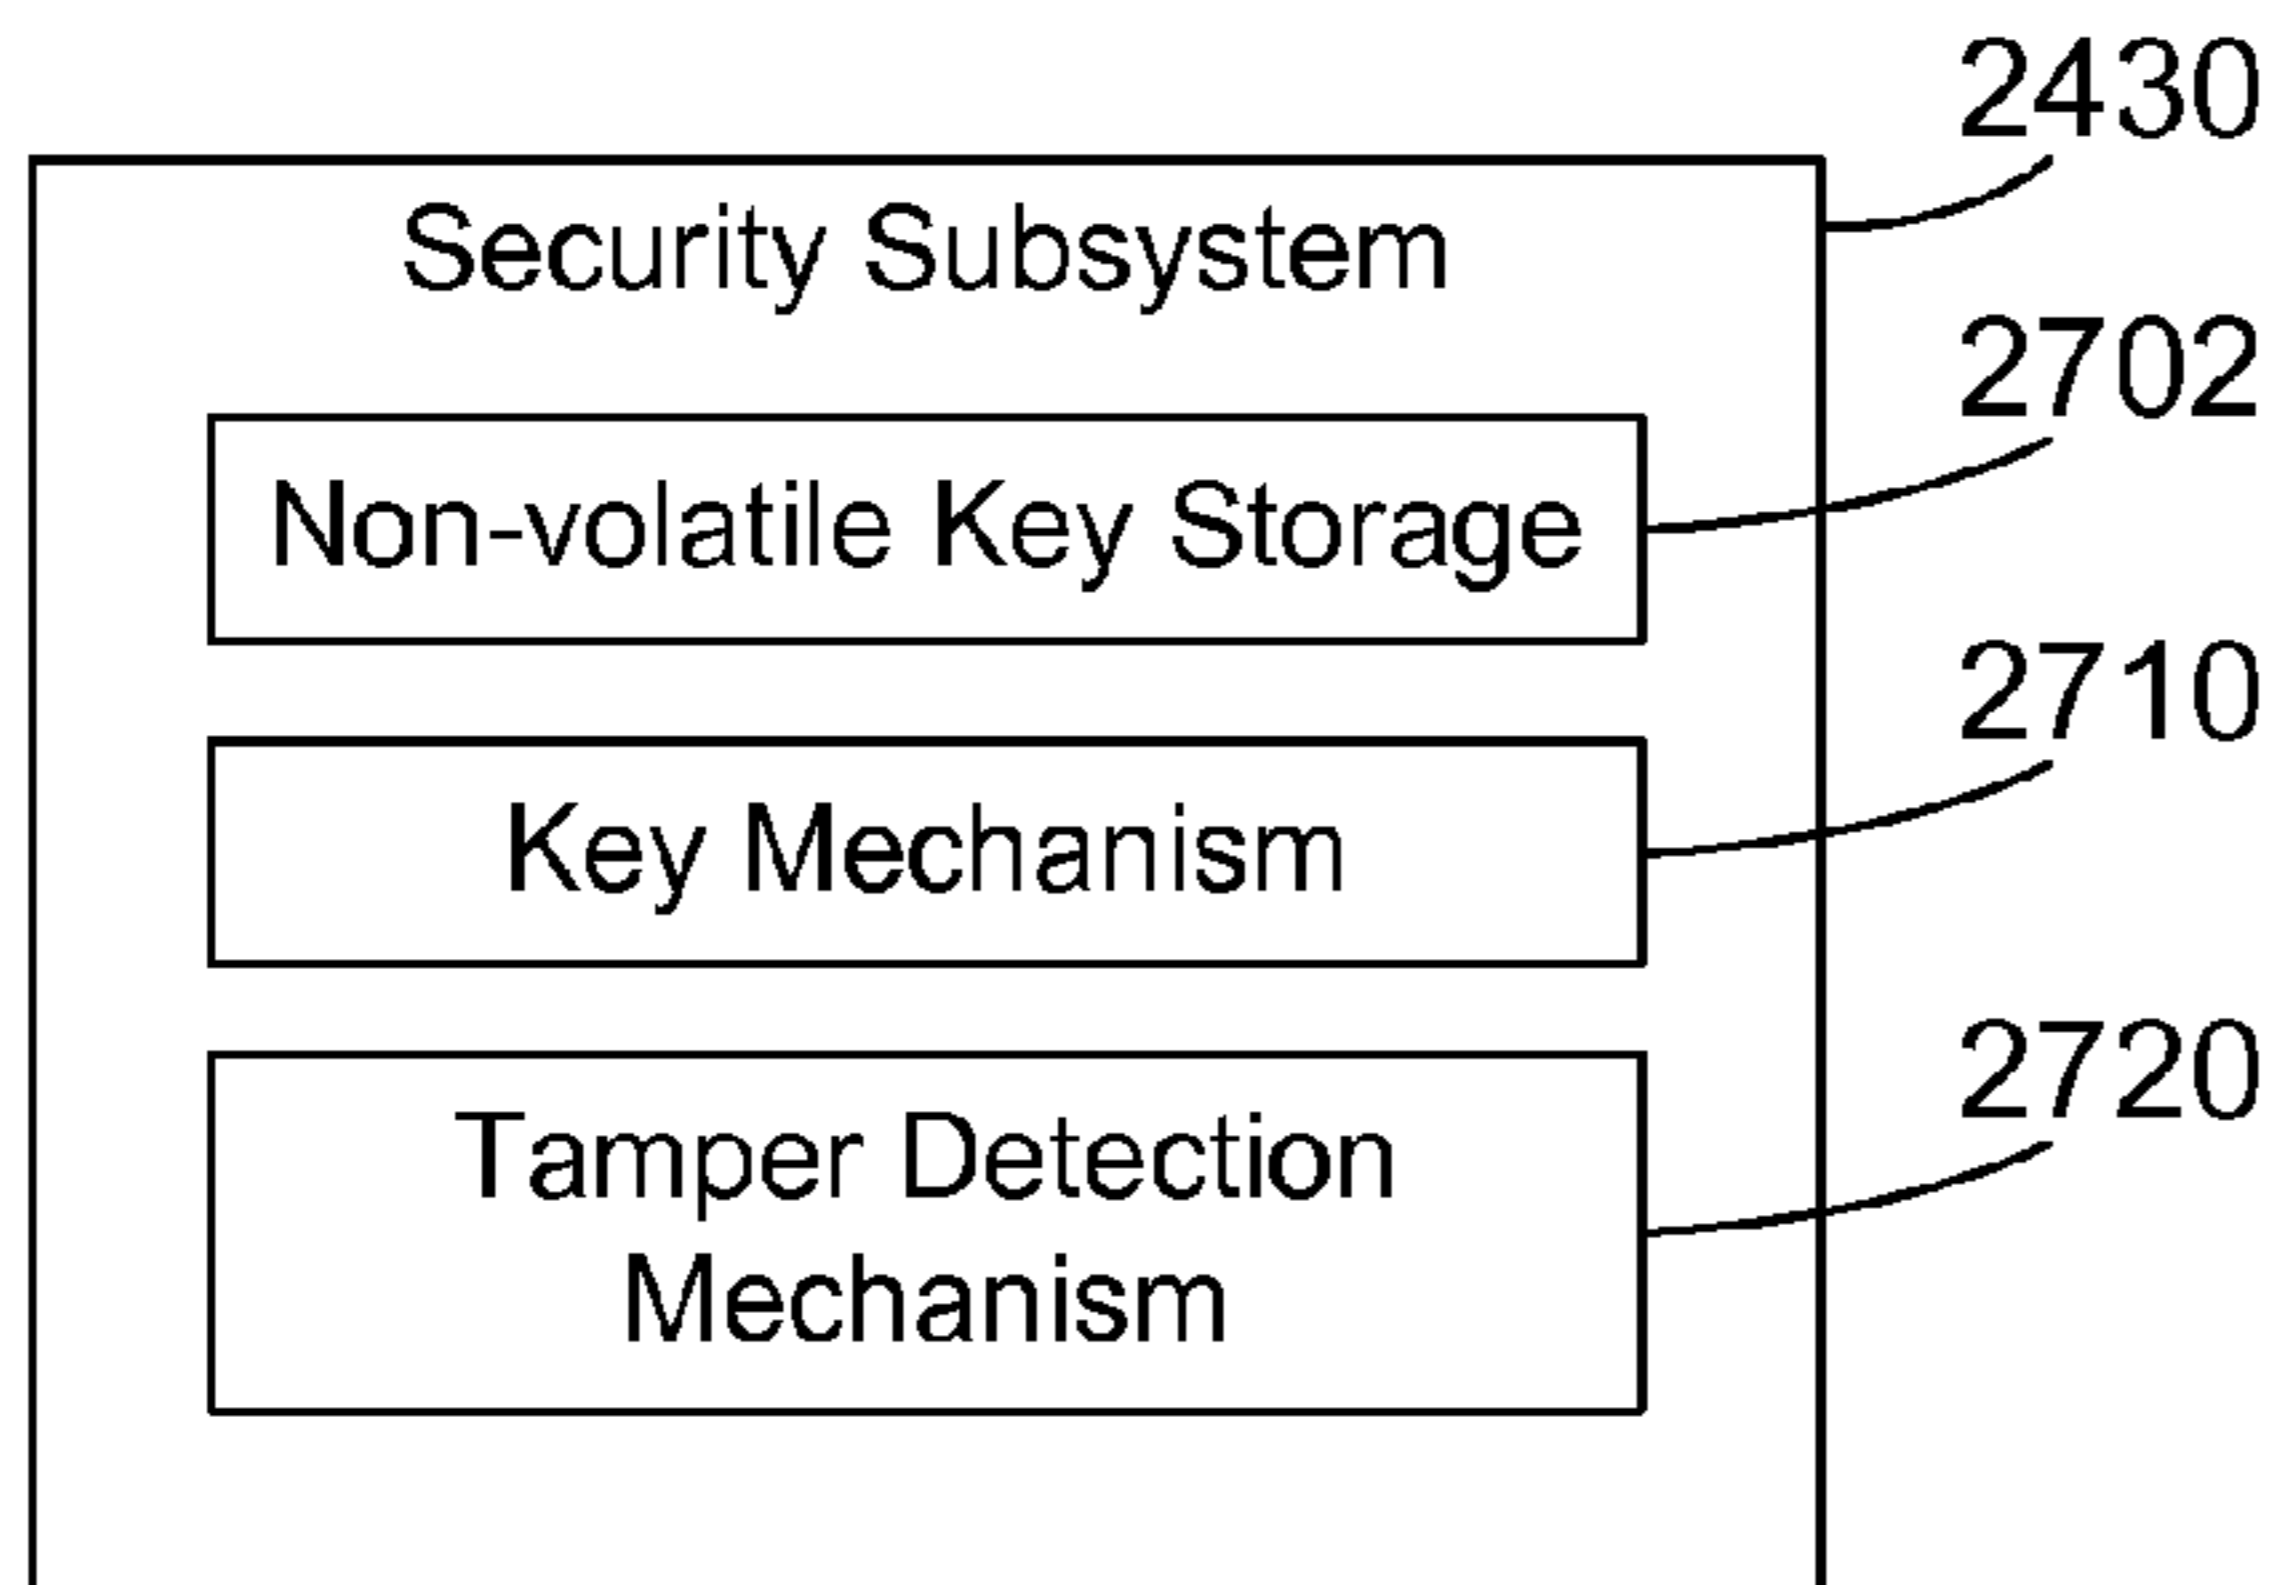 2430
Security Subsystem
2702
Non-volatile Key Storage
2710
Key Mechanism
2720
Tamper Detection
Mechanism